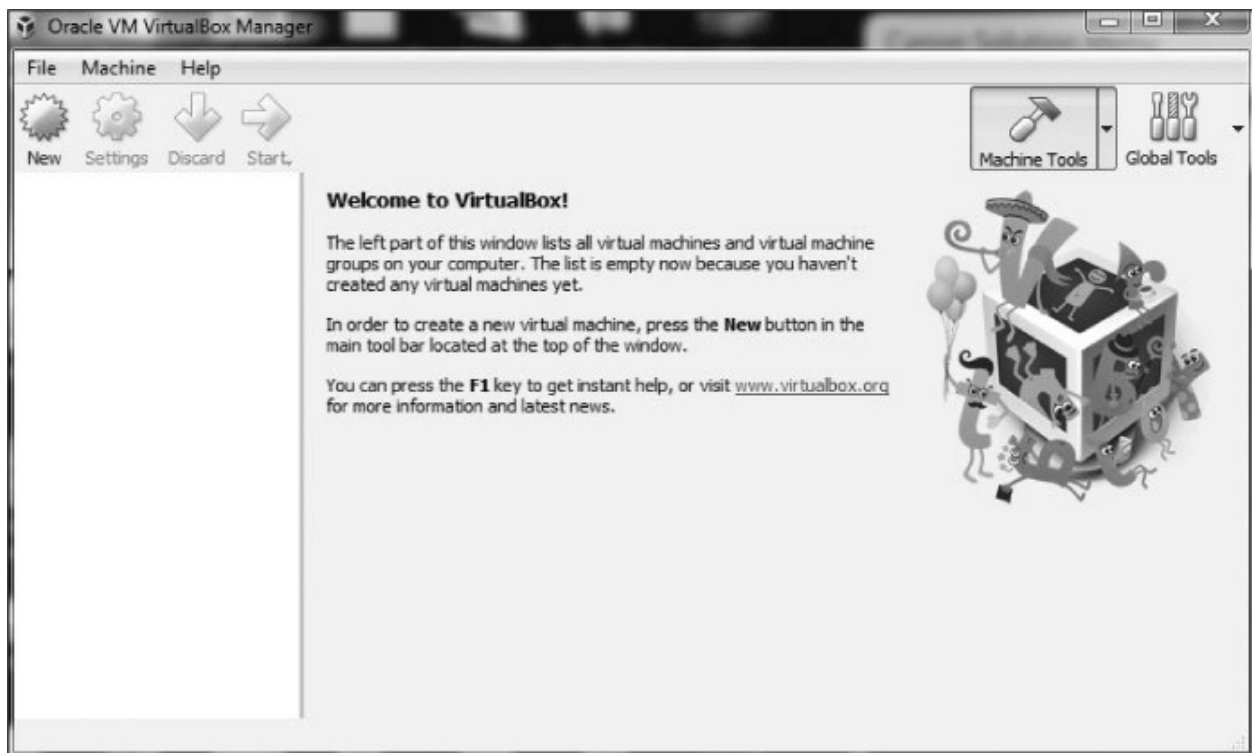 Oracle VM VirtualBox Manager
File Machine Help
New Settings Discard Start
Machine Tools Global Tools
Welcome to VirtualBox!
The left part of this window lists all virtual machines and virtual machine
groups on your computer. The list is empty now because you haven't
created any virtual machines yet.
In order to create a new virtual machine, press the New button in the
main tool bar located at the top of the window.
You can press the F1 key to get instant help, or visit www.virtualbox.org
for more information and latest news.